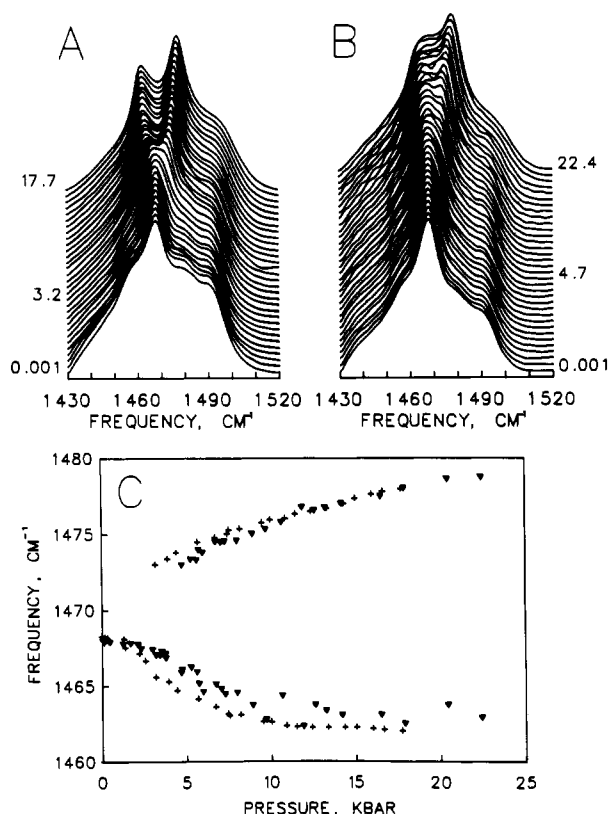 A
B
17.7
3.2
0.001
22.4
4.7
0.001
1430 1460 1490 1520
1430 1460 1490 1520
FREQUENCY, CM⁻¹
FREQUENCY, CM⁻¹
C
1480
1475
1470
1465
1460
FREQUENCY, CM⁻¹
0 5 10 15 20 25
PRESSURE, KBAR